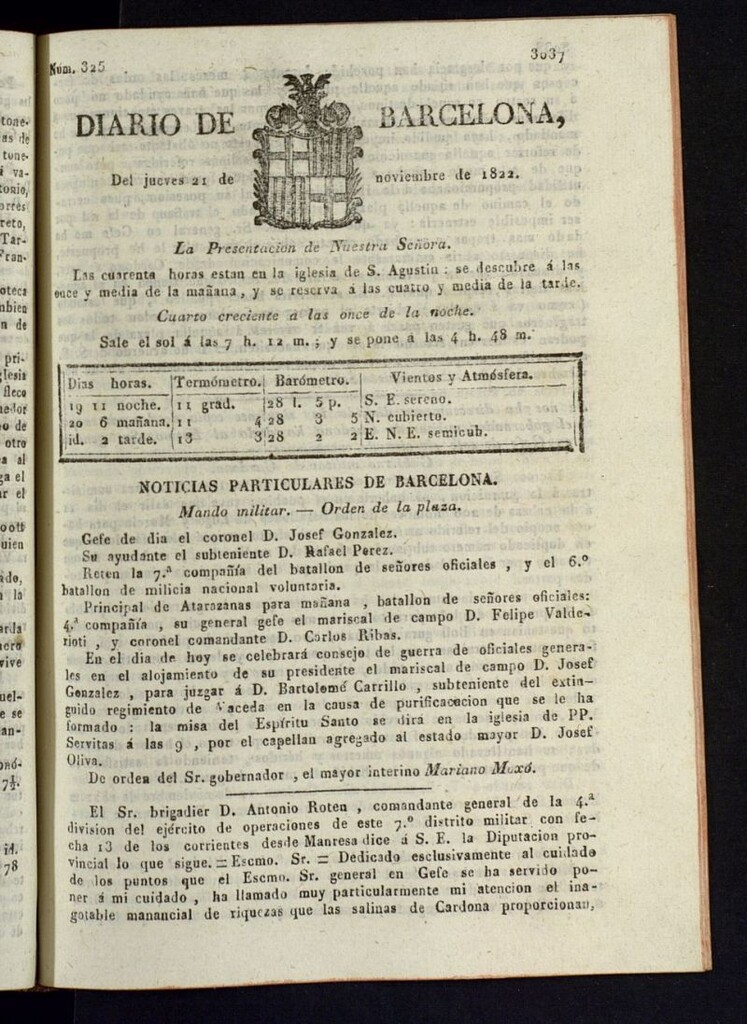 Núm. 325
3037
DIARIO DE BARCELONA,
Del jueves 21 de noviembre de 1822.
La Presentacion de Nuestra Señora.
Las cuarenta horas estan en la iglesia de S. Agustin: se descubre á las
once y media de la mañana, y se reserva á las cuatro y media de la tarde.
Cuarto creciente á las once de la noche.
Sale el sol á las 7 h. 12 m.; y se pone á las 4 h. 48 m.
Dias horas. Termómetro. Barómetro. Vientos y Atmósfera.
19 11 noche. 11 grad. 28 l. 5 p. S. E. sereno.
20 6 mañana. 11 4 28 3 5 N. cubierto.
id. 2 tarde. 13 3 28 2 2 E. N. E. semicub.
NOTICIAS PARTICULARES DE BARCELONA.
Mando militar. — Orden de la plaza.
Gefe de dia el coronel D. Josef Gonzalez.
Su ayudante el subteniente D. Rafael Perez.
Reten la 7.ª compañía del batallon de señores oficiales, y el 6.º
batallon de milicia nacional voluntaria.
Principal de Atarazanas para mañana, batallon de señores oficiales:
4.ª compañía, su general gefe el mariscal de campo D. Felipe Valde-
rioti, y coronel comandante D. Carlos Ribas.
En el dia de hoy se celebrará consejo de guerra de oficiales genera-
les en el alojamiento de su presidente el mariscal de campo D. Josef
Gonzalez, para juzgar á D. Bartolomé Carrillo, subteniente del extin-
guido regimiento de Vaceda en la causa de purificacion que se le ha
formado: la misa del Espíritu Santo se dirá en la iglesia de PP.
Servitas á las 9, por el capellan agregado al estado mayor D. Josef
Oliva.
De orden del Sr. gobernador, el mayor interino Mariano Moxó.
El Sr. brigadier D. Antonio Roten, comandante general de la 4.ª
division del ejército de operaciones de este 7.º distrito militar con fe-
cha 13 de los corrientes desde Manresa dice á S. E. la Diputacion pro-
vincial lo que sigue. = Escmo. Sr. = Dedicado esclusivamente al cuidado
de los puntos que el Escmo. Sr. general en Gefe se ha servido po-
ner á mi cuidado, ha llamado muy particularmente mi atencion el ina-
gotable manancial de riquezas que las salinas de Cardona proporcionan,